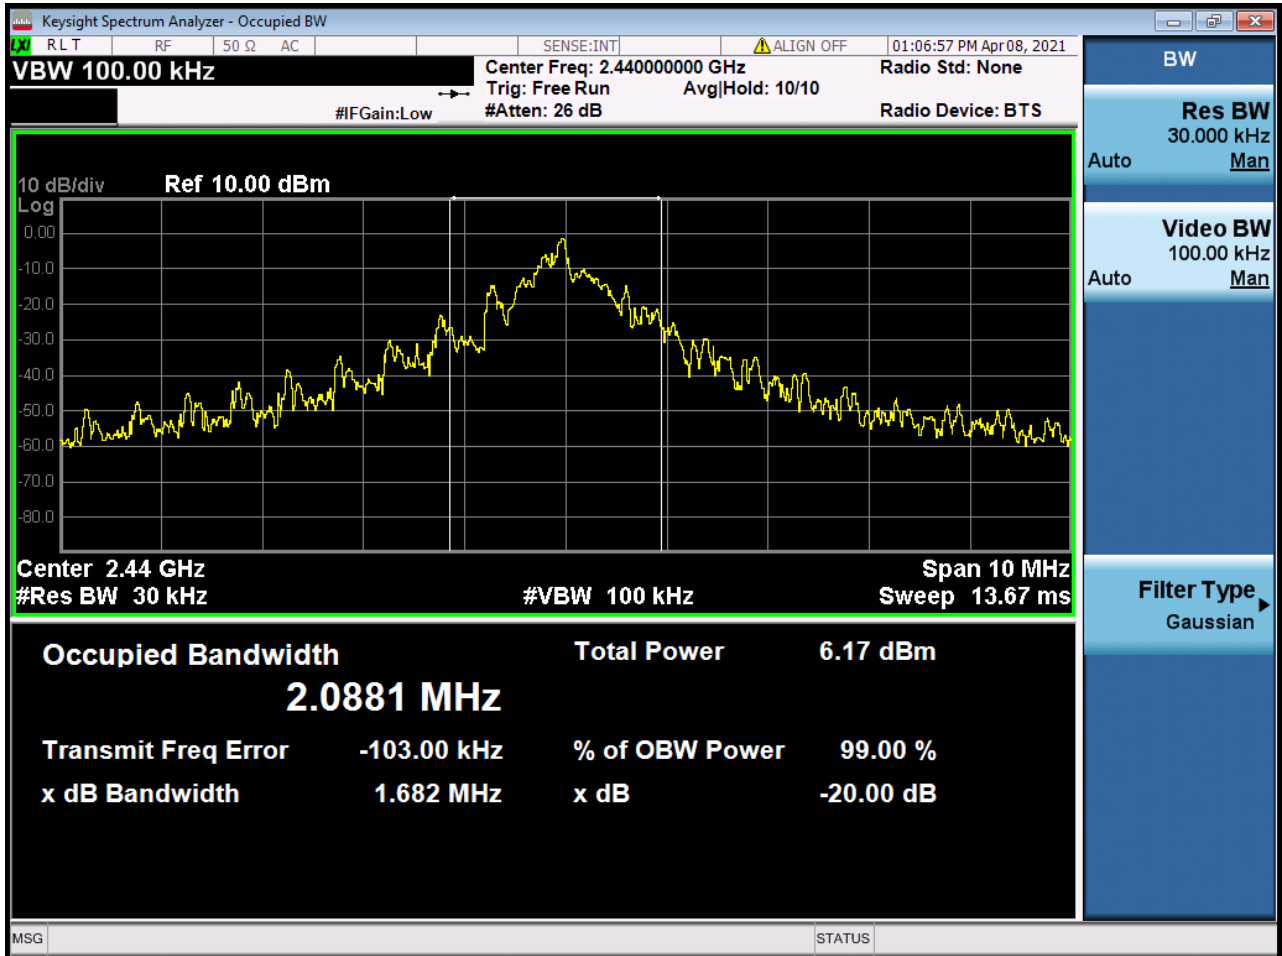 Keysight Spectrum Analyzer - Occupied BW
LXI RLT RF 50 Ω AC SENSE:INT ALIGN OFF 01:06:57 PM Apr 08, 2021
VBW 100.00 kHz
Center Freq: 2.440000000 GHz Radio Std: None
Trig: Free Run Avg|Hold: 10/10
#IFGain:Low #Atten: 26 dB Radio Device: BTS
10 dB/div Ref 10.00 dBm
Log
0.00
-10.0
-20.0
-30.0
-40.0
-50.0
-60.0
-70.0
-80.0
Center 2.44 GHz Span 10 MHz
#Res BW 30 kHz #VBW 100 kHz Sweep 13.67 ms
Occupied Bandwidth Total Power 6.17 dBm
2.0881 MHz
Transmit Freq Error -103.00 kHz % of OBW Power 99.00 %
x dB Bandwidth 1.682 MHz x dB -20.00 dB
MSG STATUS
BW
Res BW
30.000 kHz
Auto Man
Video BW
100.00 kHz
Auto Man
Filter Type
Gaussian